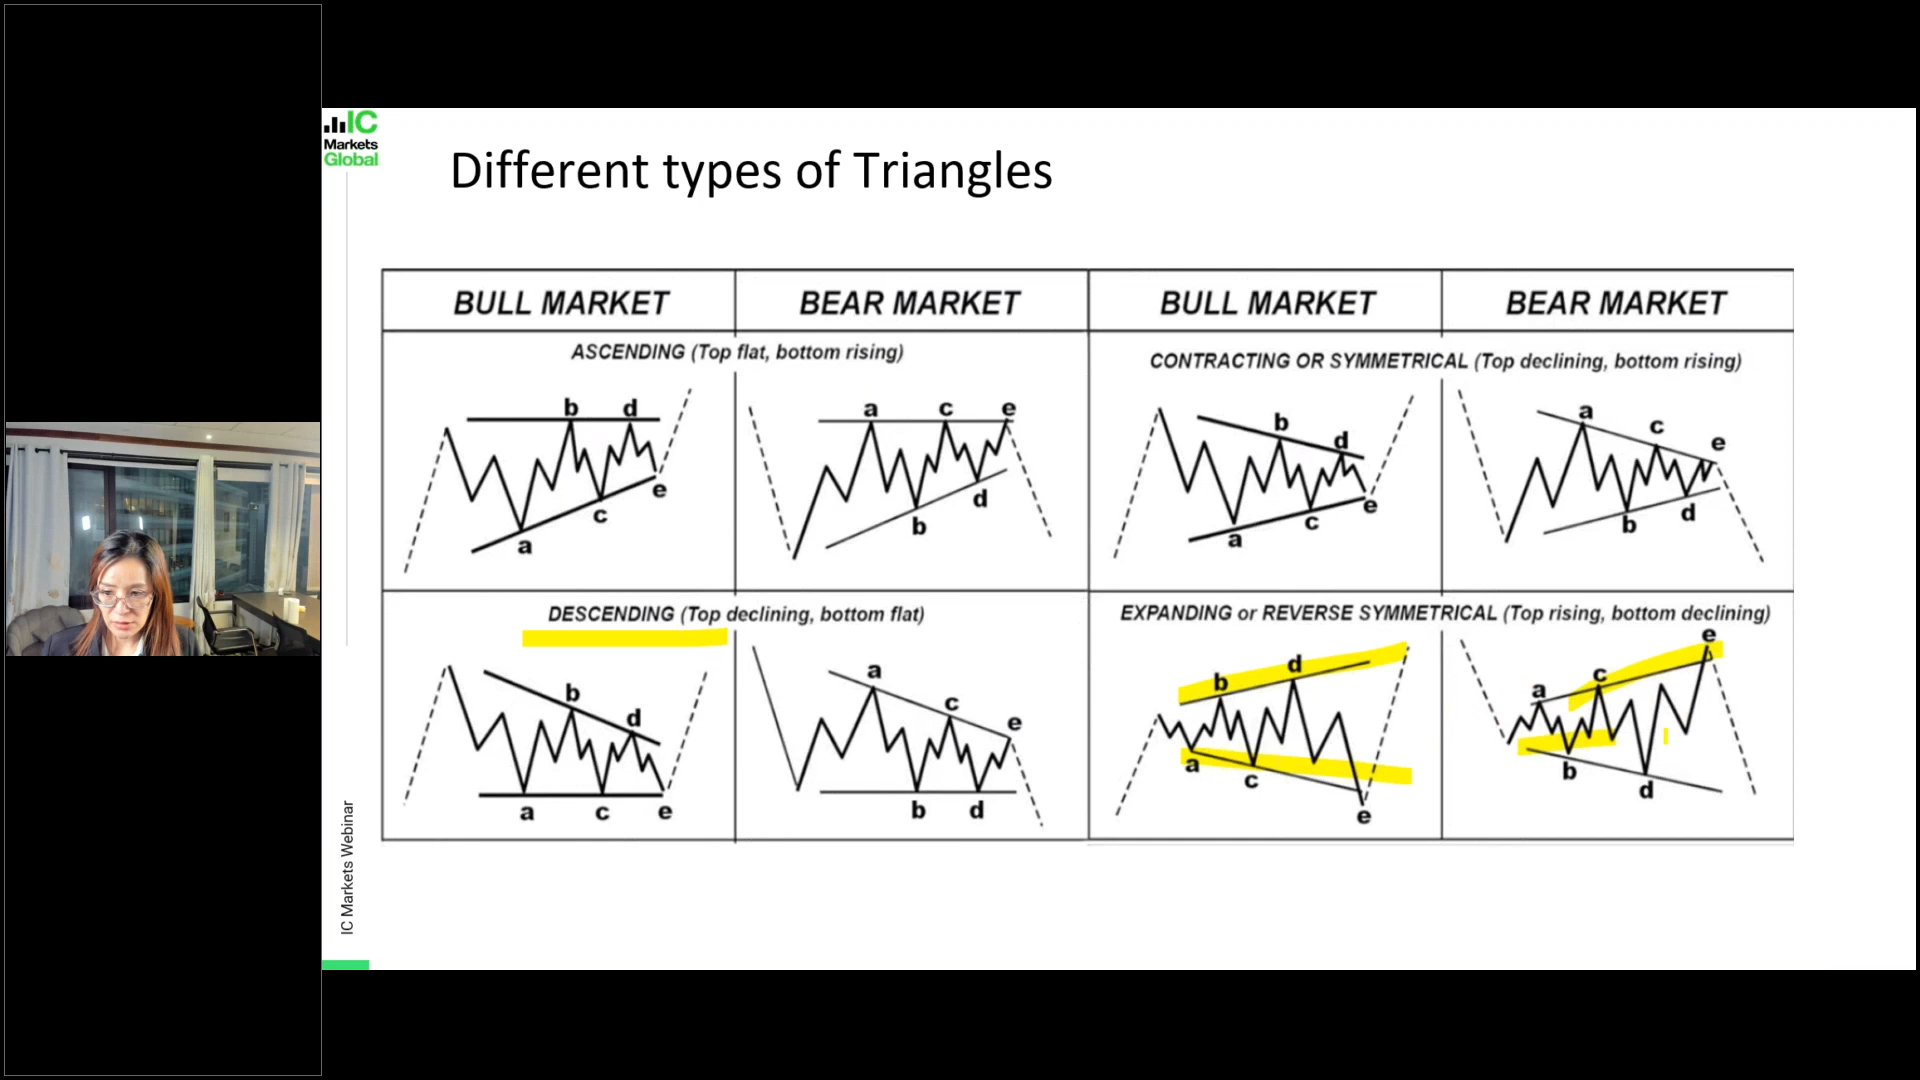 IC
Markets
Global
Different types of Triangles
BULL MARKET
BEAR MARKET
BULL MARKET
BEAR MARKET
ASCENDING (Top flat, bottom rising)
CONTRACTING OR SYMMETRICAL (Top declining, bottom rising)
b d
a c e
a c e
b d
b d
a c e
a c e
b d
DESCENDING (Top declining, bottom flat)
EXPANDING or REVERSE SYMMETRICAL (Top rising, bottom declining)
b d
a c e
a c e
b d
b d
a c e
a c e
b d
IC Markets Webinar